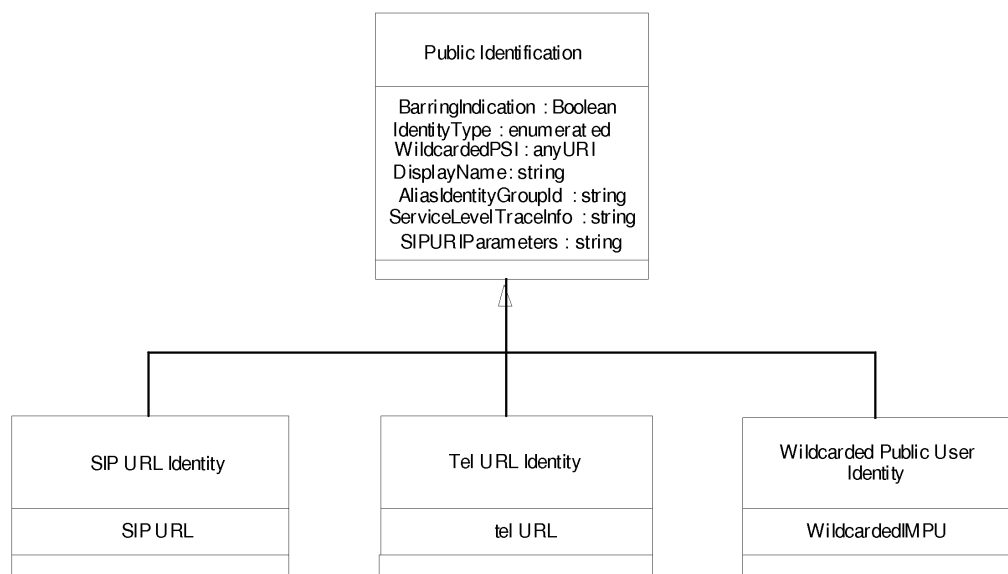 Public Identification
BarringIndication : Boolean
IdentityType : enumerated
WildcardedPSI : anyURI
DisplayName : string
AliasIdentityGroupId : string
ServiceLevelTraceInfo : string
SIPURIParameters : string
SIP URL Identity
Tel URL Identity
Wildcarded Public User
Identity
SIP URL
tel URL
WildcardedIMPU